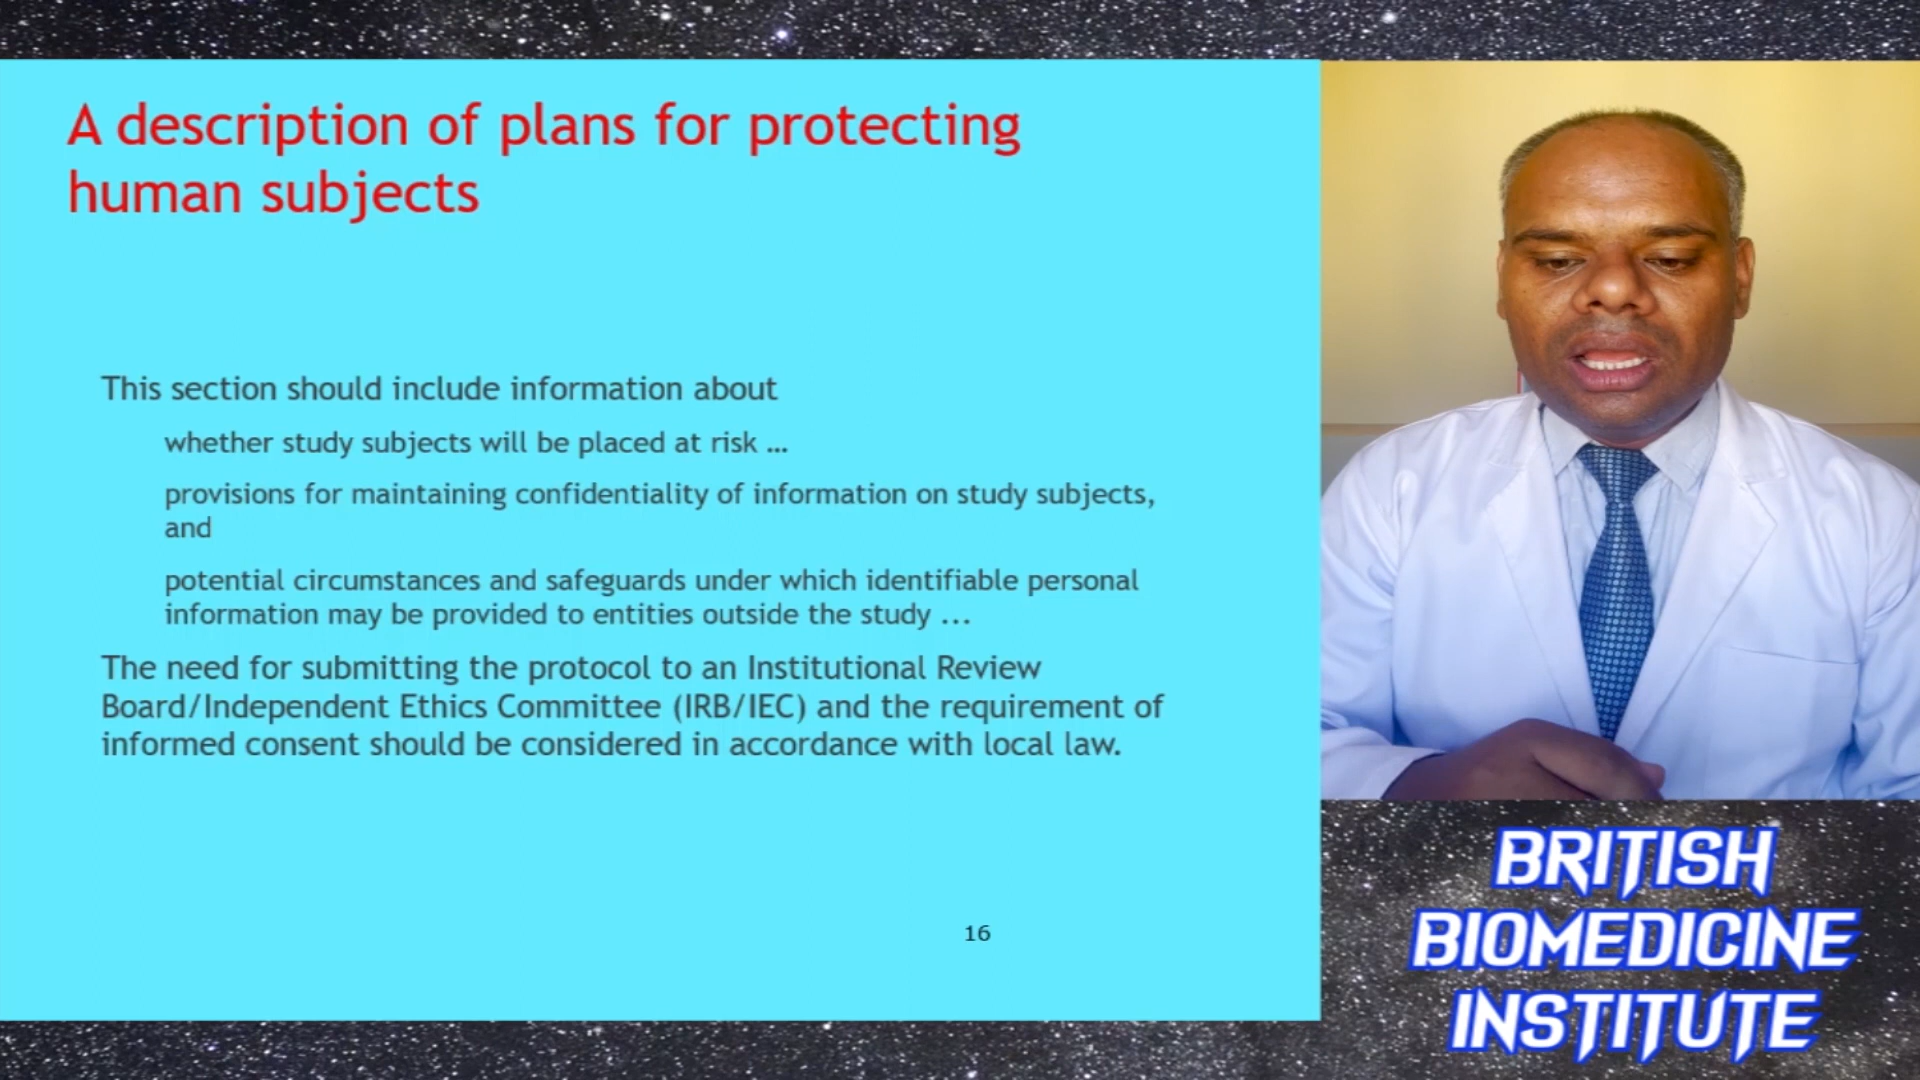 A description of plans for protecting
human subjects
This section should include information about
whether study subjects will be placed at risk ...
provisions for maintaining confidentiality of information on study subjects,
and
potential circumstances and safeguards under which identifiable personal
information may be provided to entities outside the study ...
The need for submitting the protocol to an Institutional Review
Board/Independent Ethics Committee (IRB/IEC) and the requirement of
informed consent should be considered in accordance with local law.
16
BRITISH
BIOMEDICINE
INSTITUTE